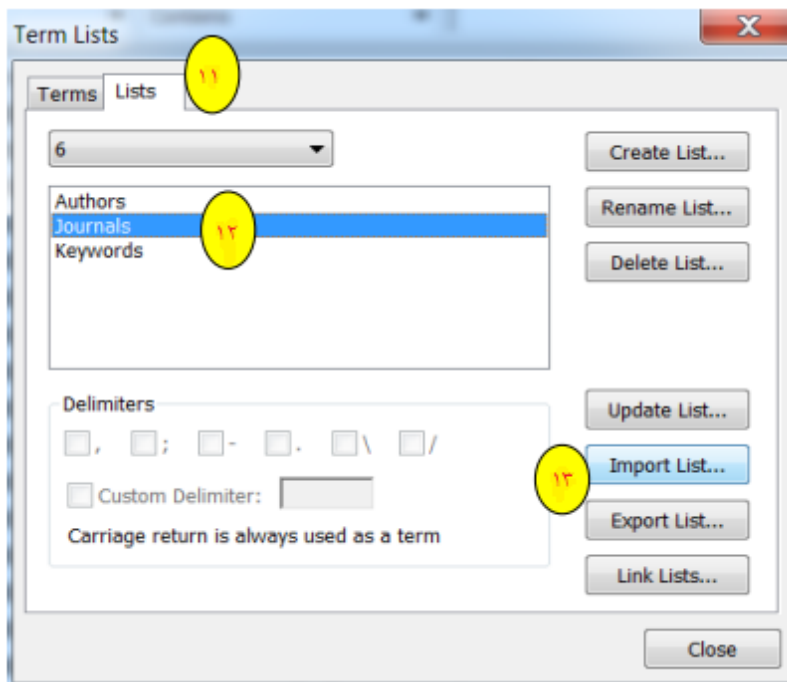 Term Lists
۱۱
Terms Lists
6
Create List...
Authors
Rename List...
Journals
۱۲
Keywords
Delete List...
Delimiters
Update List...
, ; - . \ /
Import List...
۱۳
Custom Delimiter:
Export List...
Carriage return is always used as a term
Link Lists...
Close